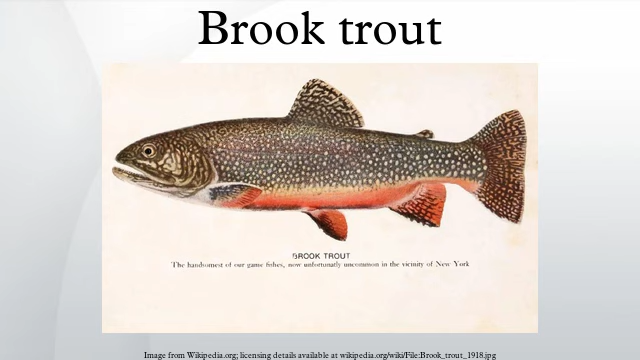 Brook trout
BROOK TROUT
The handsomest of our game fishes, now unfortunatly uncommon in the vicinity of New York
Image from Wikipedia.org; licensing details available at wikipedia.org/wiki/File:Brook_trout_1918.jpg